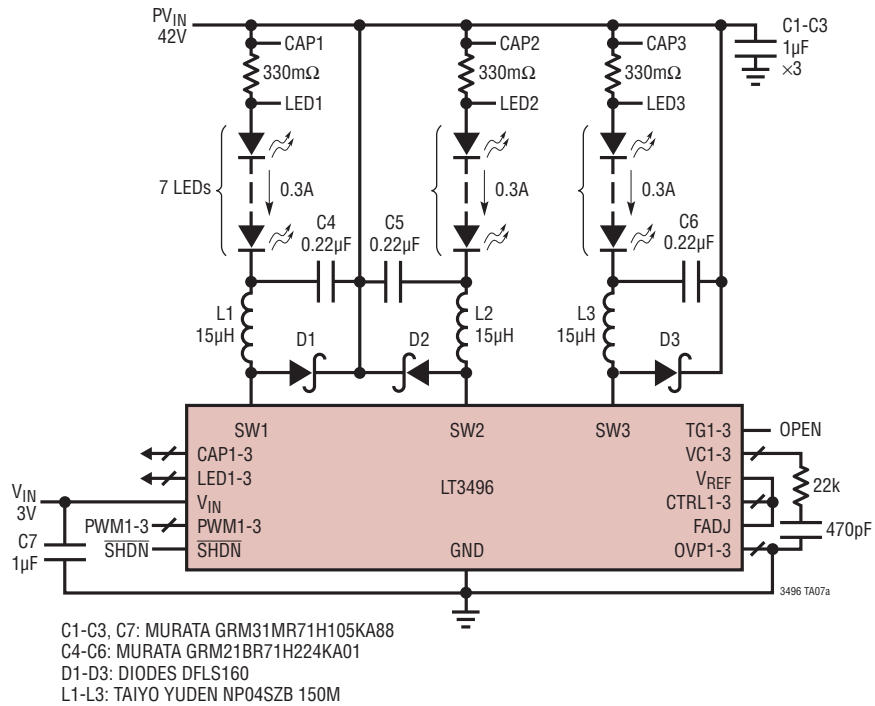 PVIN
42V
CAP1
CAP2
CAP3
C1-C3
1µF
×3
330mΩ
330mΩ
330mΩ
LED1
LED2
LED3
7 LEDs
0.3A
0.3A
0.3A
C4
0.22µF
C5
0.22µF
C6
0.22µF
L1
15µH
L2
15µH
L3
15µH
D1
D2
D3
SW1
SW2
SW3
TG1-3
OPEN
CAP1-3
VC1-3
LED1-3
LT3496
VREF
22k
VIN
3V
VIN
CTRL1-3
PWM1-3
PWM1-3
FADJ
470pF
C7
1µF
SHDN
SHDN
GND
OVP1-3
3496 TA07a
C1-C3, C7: MURATA GRM31MR71H105KA88
C4-C6: MURATA GRM21BR71H224KA01
D1-D3: DIODES DFLS160
L1-L3: TAIYO YUDEN NP04SZB 150M